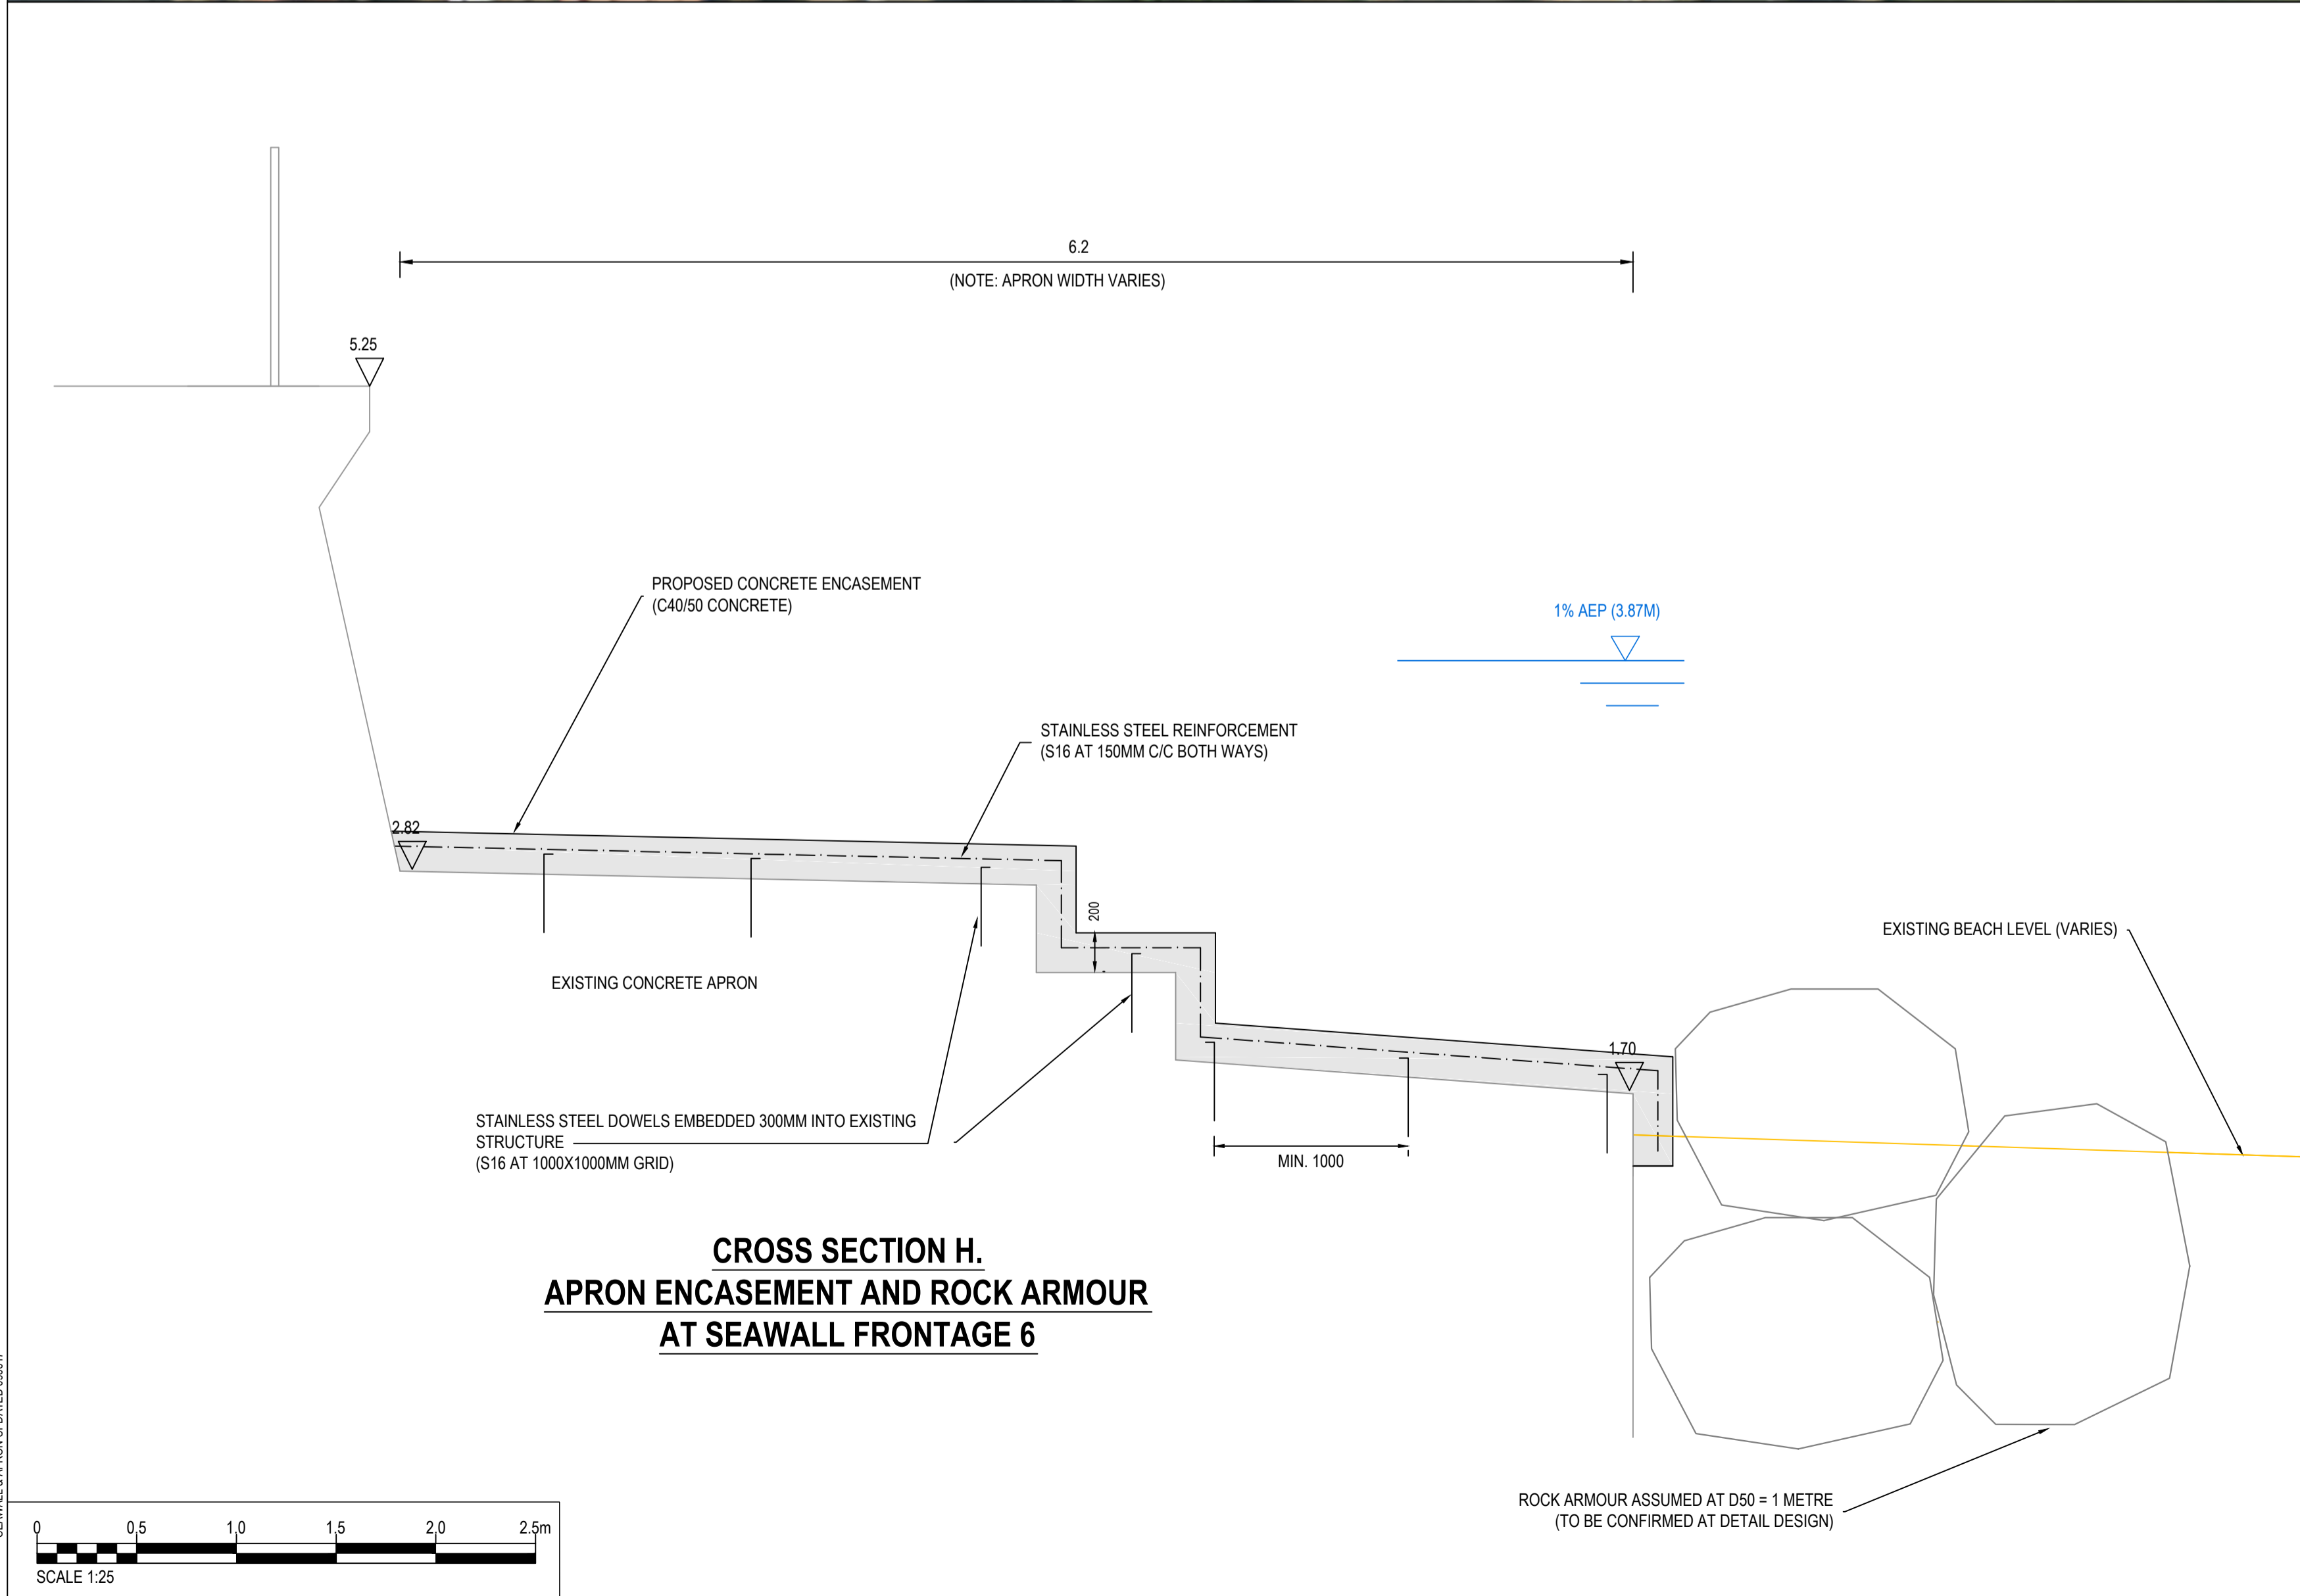 6.2
(NOTE: APRON WIDTH VARIES)
5.25
PROPOSED CONCRETE ENCASEMENT
(C40/50 CONCRETE)
1% AEP (3.87M)
STAINLESS STEEL REINFORCEMENT
(S16 AT 150MM C/C BOTH WAYS)
2.82
200
EXISTING BEACH LEVEL (VARIES)
EXISTING CONCRETE APRON
1.70
STAINLESS STEEL DOWELS EMBEDDED 300MM INTO EXISTING
STRUCTURE
(S16 AT 1000X1000MM GRID)
MIN. 1000
CROSS SECTION H.
APRON ENCASEMENT AND ROCK ARMOUR
AT SEAWALL FRONTAGE 6
ROCK ARMOUR ASSUMED AT D50 = 1 METRE
(TO BE CONFIRMED AT DETAIL DESIGN)
0 0.5 1.0 1.5 2.0 2.5m
SCALE 1:25